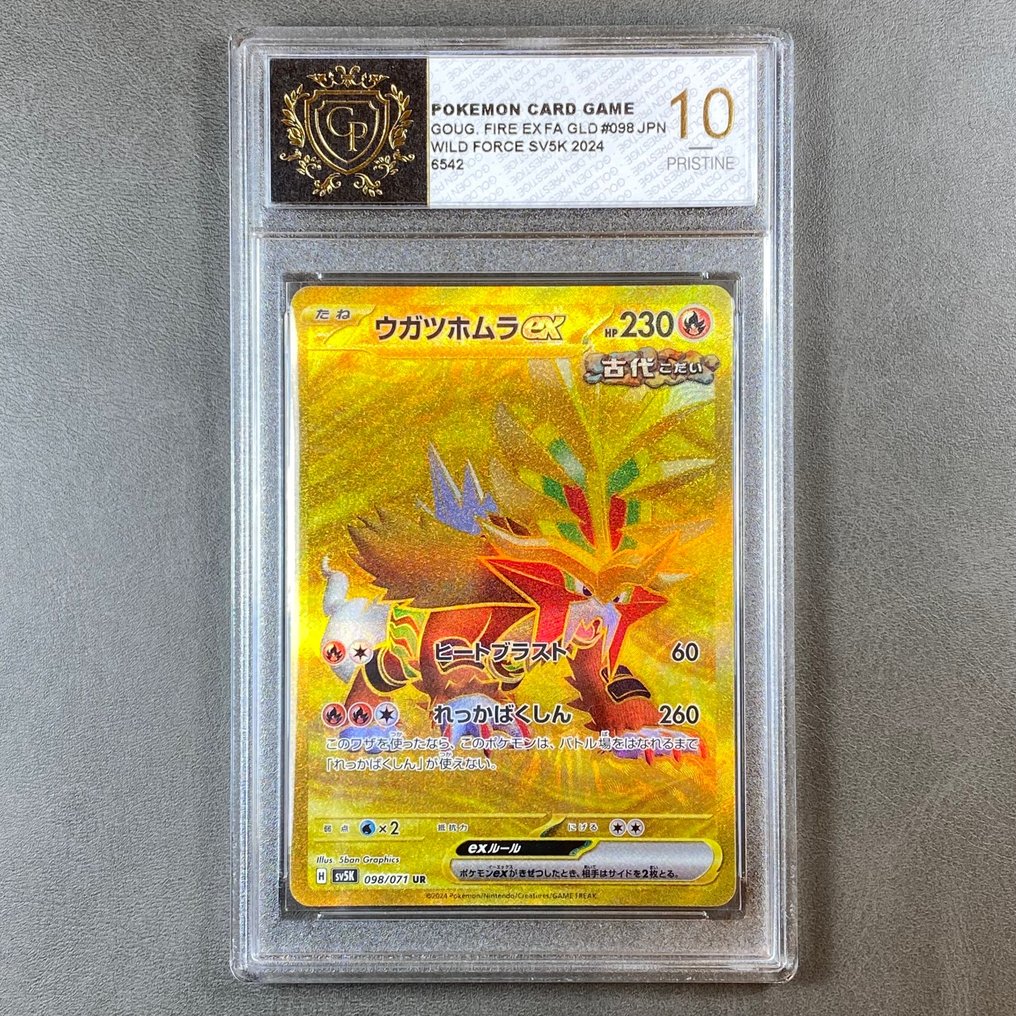 GP
POKEMON CARD GAME
GOUG. FIRE EX FA GLD #098 JPN
WILD FORCE SV5K 2024
6542
10
PRISTINE
たね
ウガツホムラex
HP 230
古代 こだい
ヒートブラスト 60
れっかばくしん 260
このワザを使ったなら、このポケモンは、バトル場をはなれるまで
「れっかばくしん」が使えない。
弱点 ×2 抵抗力 にげる
exルール
ポケモンexがきぜつしたとき、相手はサイドを2枚とる。
Illus. 5ban Graphics
H sv5K 098/071 UR
©2024 Pokémon/Nintendo/Creatures/GAME FREAK